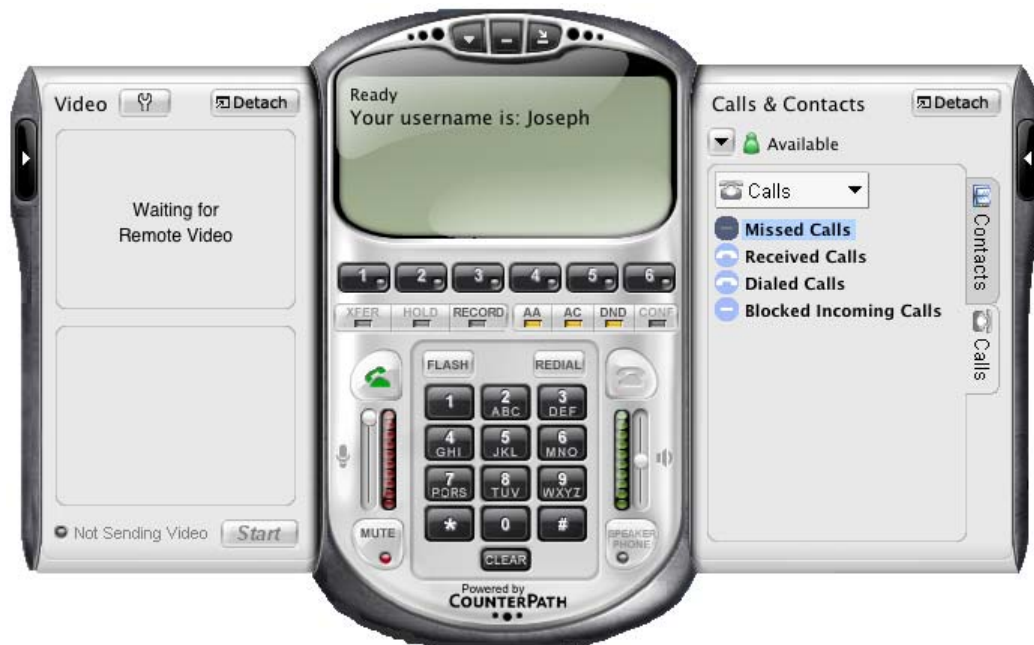 Video
Detach
Waiting for
Remote Video
Not Sending Video
Start
Ready
Your username is: Joseph
1 2 3 4 5 6
XFER HOLD RECORD AA AC DND CONF
FLASH REDIAL
1 2 ABC 3 DEF
4 GHI 5 JKL 6 MNO
7 PQRS 8 TUV 9 WXYZ
* 0 #
MUTE
CLEAR
SPEAKER
PHONE
Powered by
COUNTERPATH
Calls & Contacts
Detach
Available
Calls
Missed Calls
Received Calls
Dialed Calls
Blocked Incoming Calls
Contacts
Calls